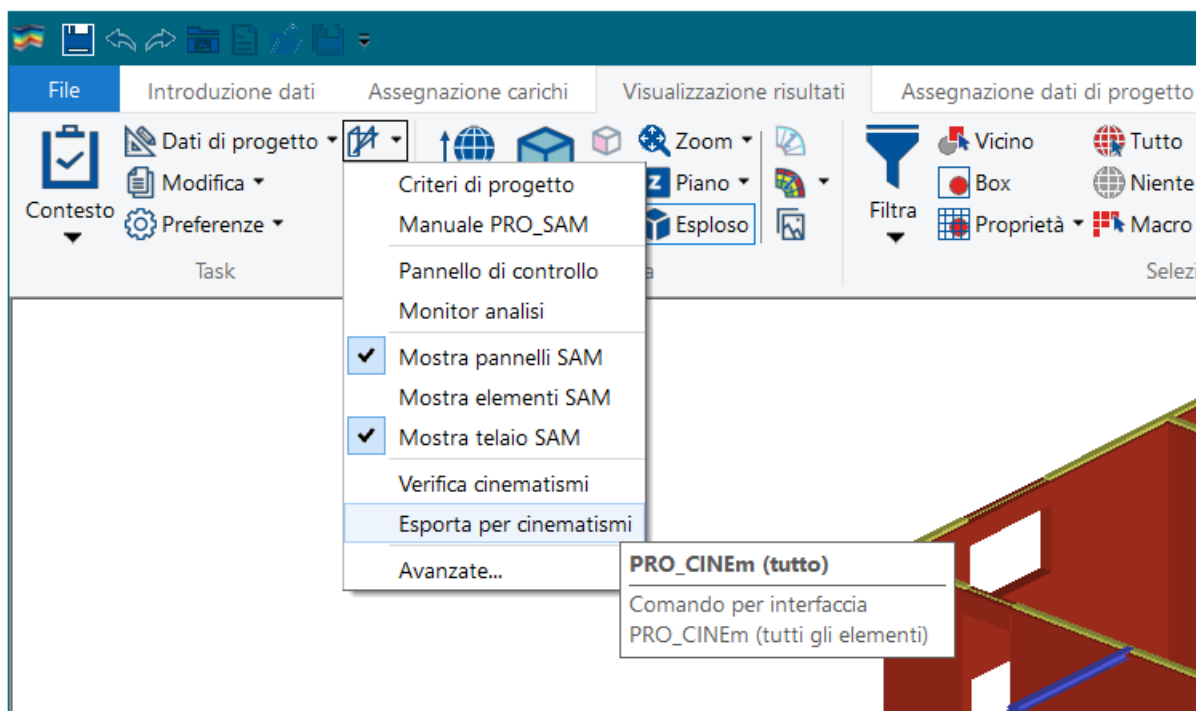 File
Introduzione dati
Assegnazione carichi
Visualizzazione risultati
Assegnazione dati di progetto
Contesto
Dati di progetto
Modifica
Preferenze
Task
Zoom
Z Piano
Esploso
a
Filtra
Vicino
Box
Proprietà
Tutto
Niente
Macro
Selezi
Criteri di progetto
Manuale PRO_SAM
Pannello di controllo
Monitor analisi
Mostra pannelli SAM
Mostra elementi SAM
Mostra telaio SAM
Verifica cinematismi
Esporta per cinematismi
Avanzate...
PRO_CINEm (tutto)
Comando per interfaccia
PRO_CINEm (tutti gli elementi)